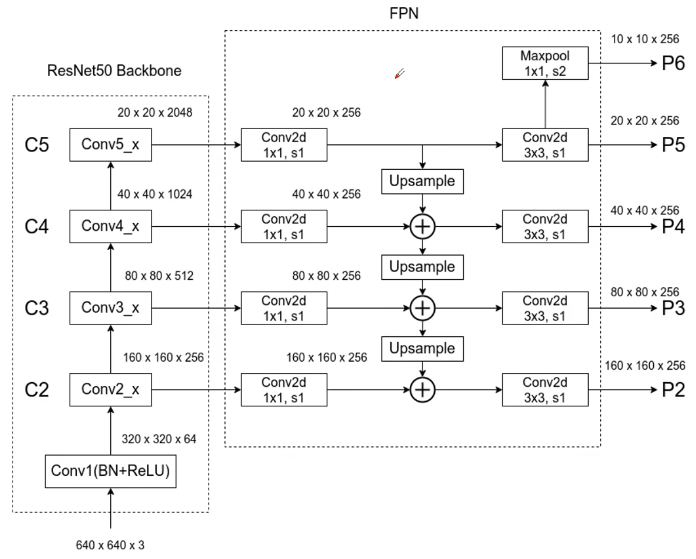 FPN
ResNet50 Backbone
10 x 10 x 256
Maxpool
1x1, s2
P6
20 x 20 x 2048
20 x 20 x 256
20 x 20 x 256
C5
Conv5_x
Conv2d
1x1, s1
Conv2d
3x3, s1
P5
Upsample
40 x 40 x 1024
40 x 40 x 256
40 x 40 x 256
C4
Conv4_x
Conv2d
1x1, s1
Conv2d
3x3, s1
P4
Upsample
80 x 80 x 512
80 x 80 x 256
80 x 80 x 256
C3
Conv3_x
Conv2d
1x1, s1
Conv2d
3x3, s1
P3
Upsample
160 x 160 x 256
160 x 160 x 256
160 x 160 x 256
C2
Conv2_x
Conv2d
1x1, s1
Conv2d
3x3, s1
P2
320 x 320 x 64
Conv1(BN+ReLU)
640 x 640 x 3